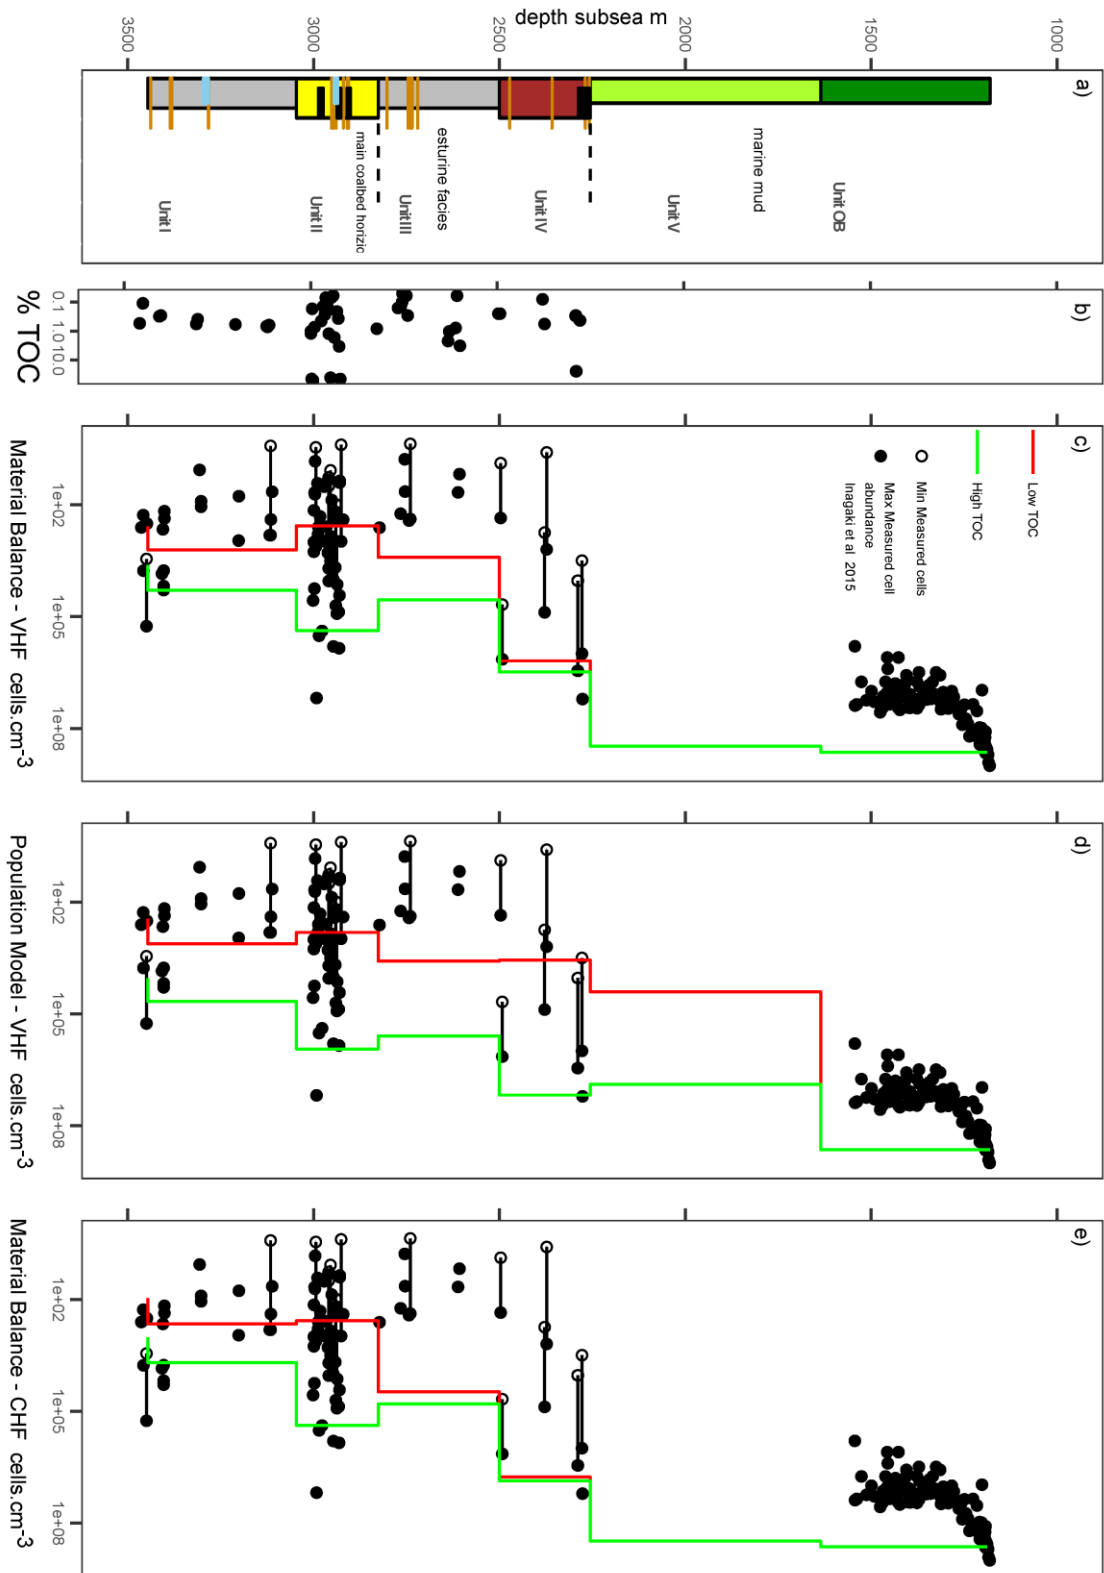 depth subsea m
3500
3000
2500
2000
1500
1000
a)
Unit I
Unit II
main coalbed horizic
Unit III
esturine facies
Unit IV
Unit V
marine mud
Unit OB
b)
0.1
1.0
10.0
% TOC
c)
Low TOC
High TOC
Min Measured cells
Max Measured cell
abundance
Inagaki et al 2015
1e+02
1e+05
1e+08
Material Balance - VHF cells.cm-3
d)
1e+02
1e+05
1e+08
Population Model - VHF cells.cm-3
e)
1e+02
1e+05
1e+08
Material Balance - CHF cells.cm-3